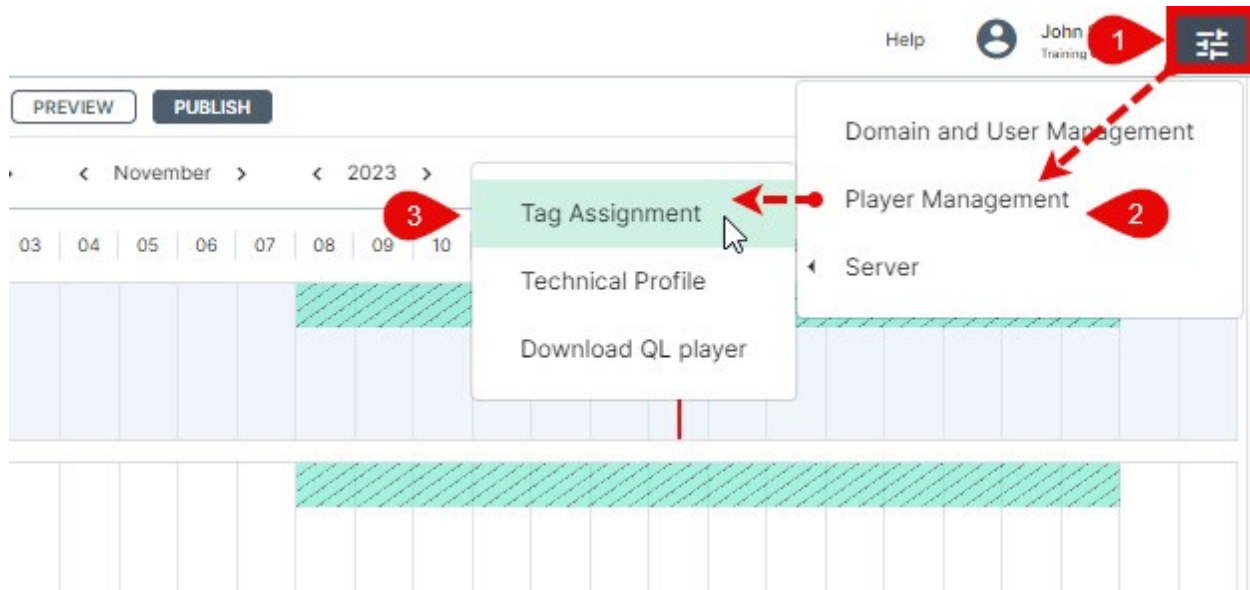 Help
John
Training
1
PREVIEW
PUBLISH
Domain and User Management
November
2023
3
Tag Assignment
Player Management
2
03 04 05 06 07 08 09 10
Technical Profile
Server
Download QL player